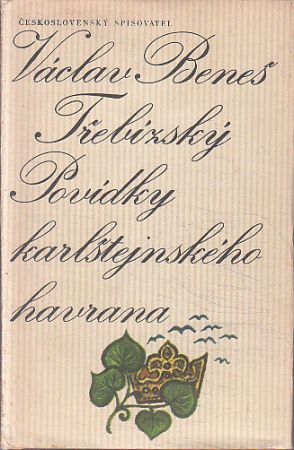 ČESKOSLOVENSKÝ SPISOVATEL
Václav Beneš
Třebízský
Povídky
karlštejnského
havrana